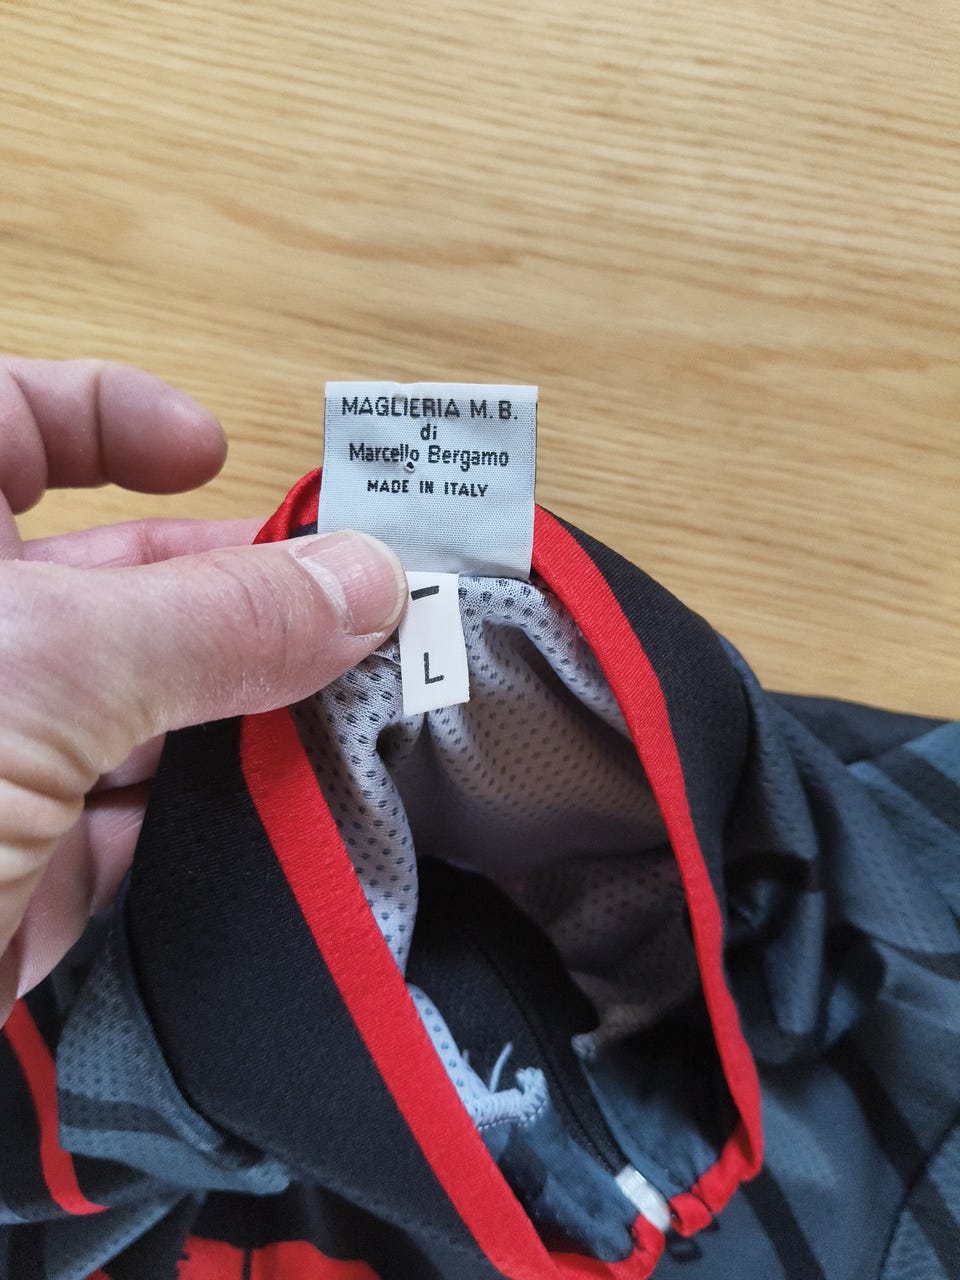 MAGLIERIA M.B.
di
Marcello Bergamo
MADE IN ITALY
L